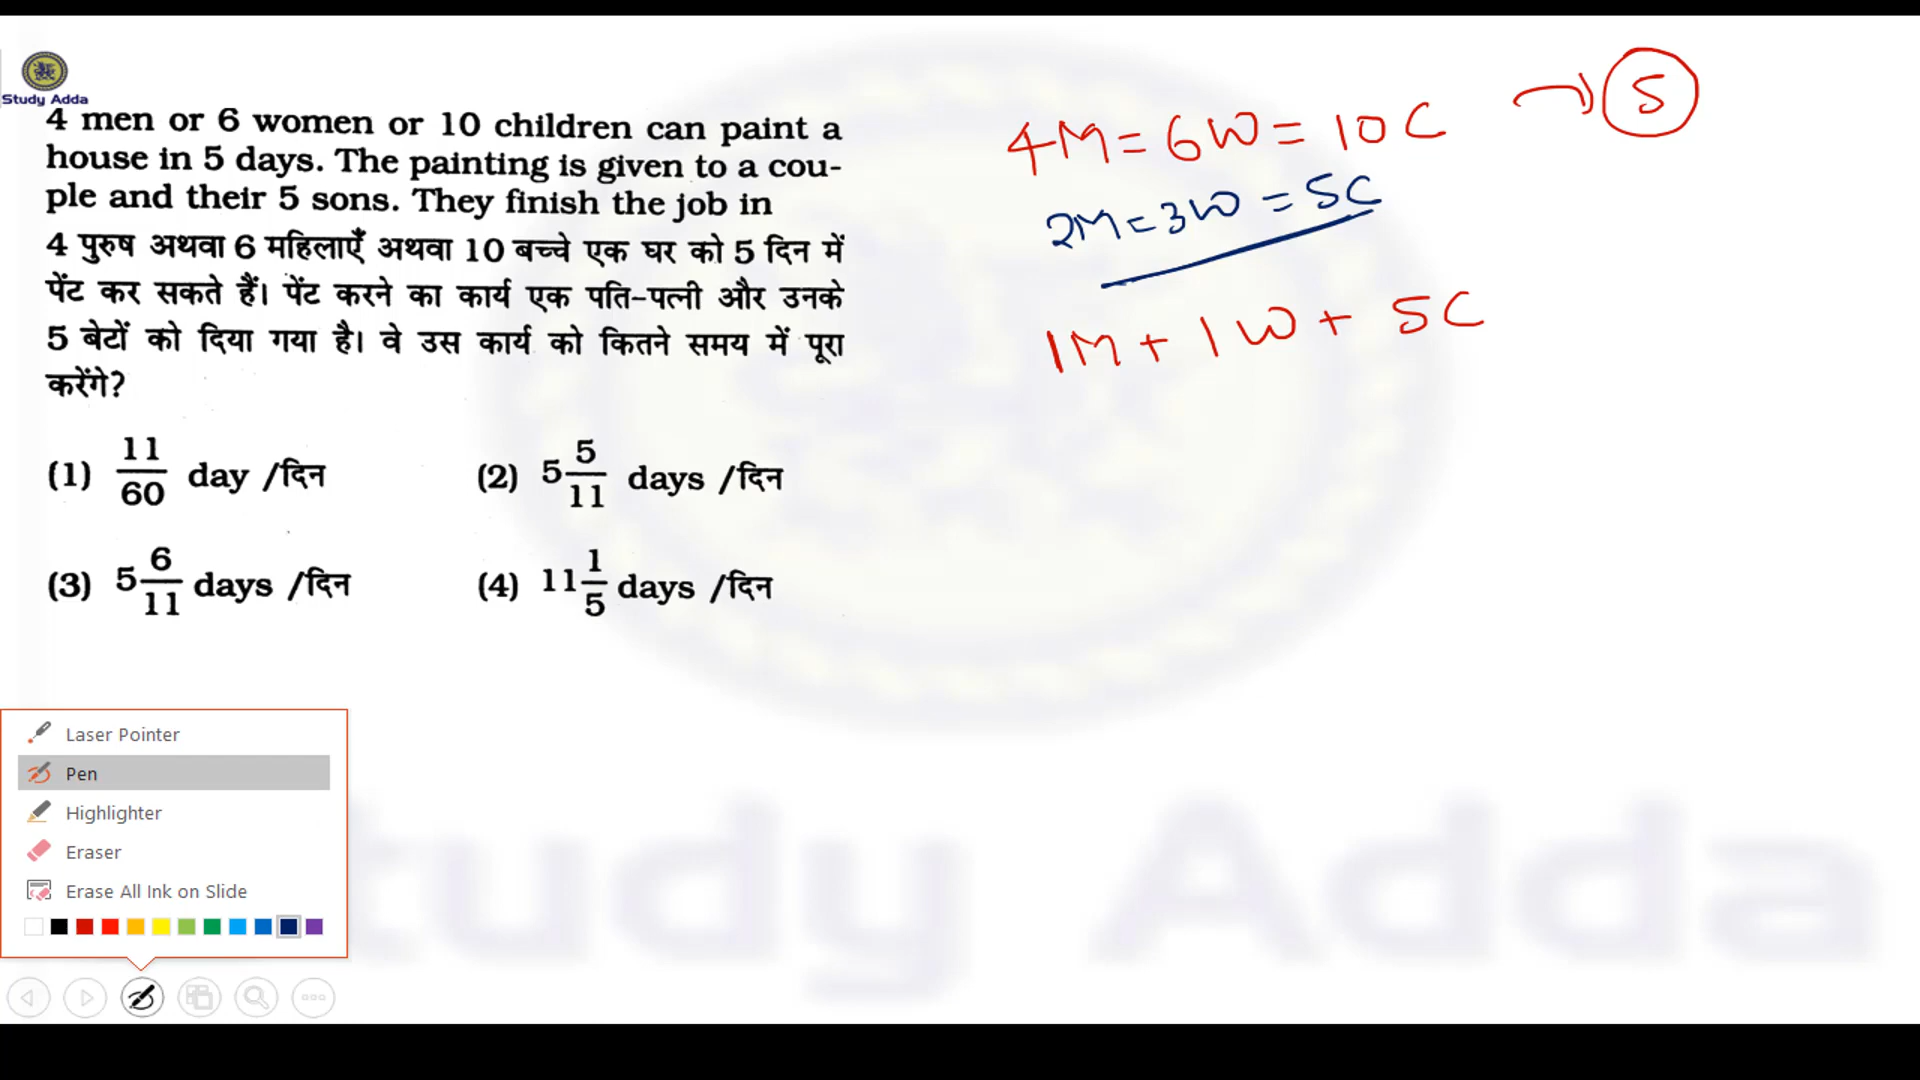 Study Adda
4 men or 6 women or 10 children can paint a
house in 5 days. The painting is given to a cou-
ple and their 5 sons. They finish the job in
4 पुरुष अथवा 6 महिलाएँ अथवा 10 बच्चे एक घर को 5 दिन में
पेंट कर सकते हैं। पेंट करने का कार्य एक पति-पत्नी और उनके
5 बेटों को दिया गया है। वे उस कार्य को कितने समय में पूरा
करेंगे?
(1) 11/60 day /दिन (2) 5 5/11 days /दिन
(3) 5 6/11 days /दिन (4) 11 1/5 days /दिन
4M = 6W = 10C → 5
2M = 3W = 5C
1M + 1W + 5C
Laser Pointer
Pen
Highlighter
Eraser
Erase All Ink on Slide
Study Adda